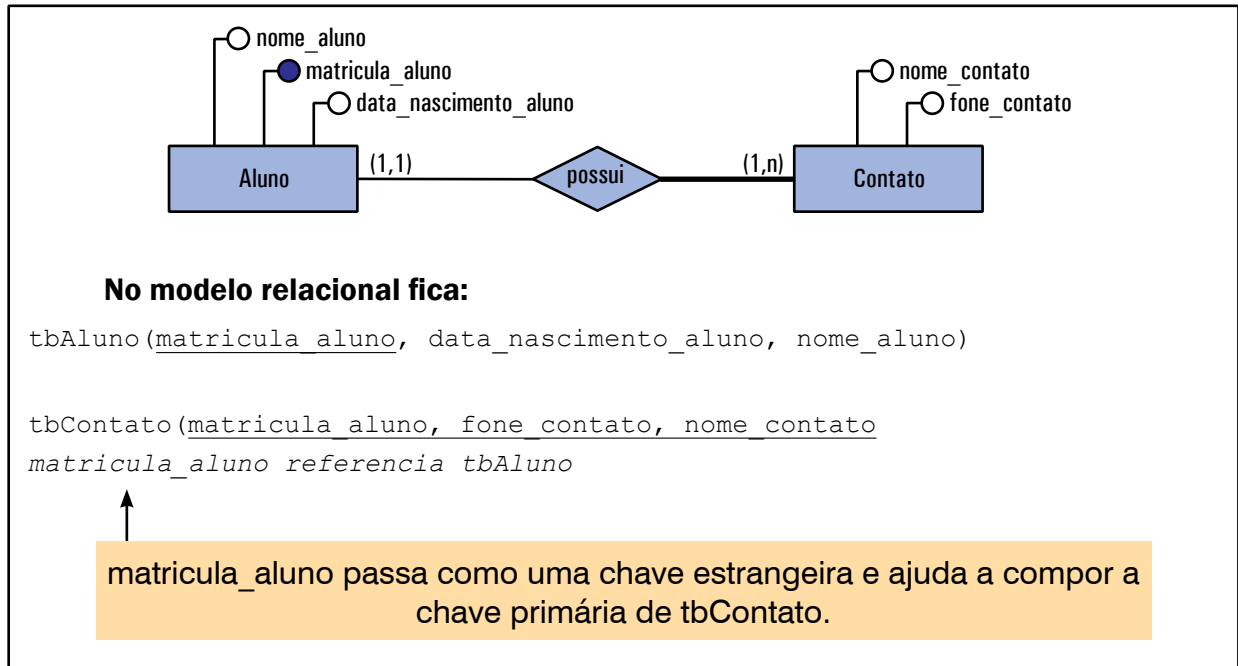 nome_aluno
matricula_aluno
data_nascimento_aluno
nome_contato
fone_contato
Aluno
(1,1)
possui
(1,n)
Contato
No modelo relacional fica:
tbAluno(matricula_aluno, data_nascimento_aluno, nome_aluno)
tbContato(matricula_aluno, fone_contato, nome_contato
matricula_aluno referencia tbAluno
matricula_aluno passa como uma chave estrangeira e ajuda a compor a
chave primária de tbContato.